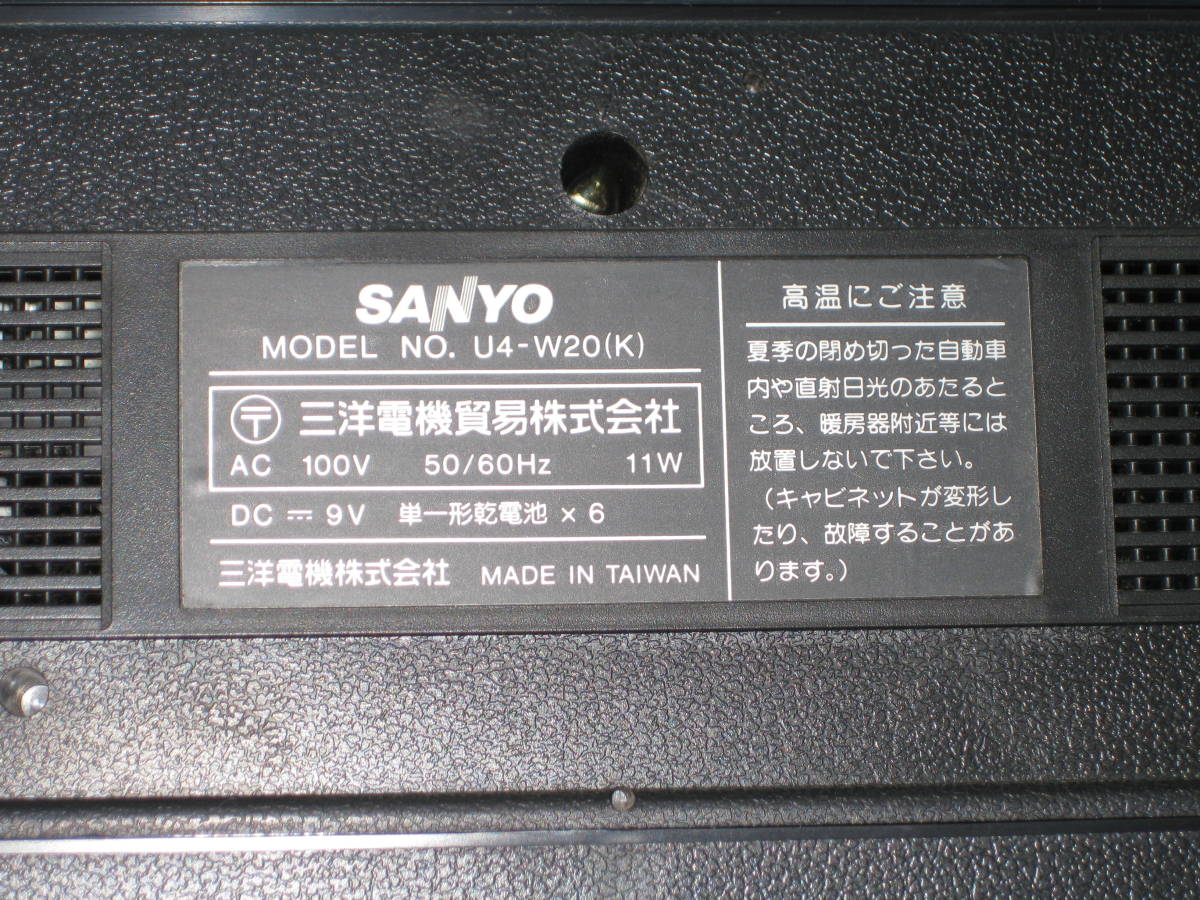 SANYO
MODEL NO. U4-W20(K)
〒 三洋電機貿易株式会社
AC 100V 50/60Hz 11W
DC ⎓ 9V 単一形乾電池 × 6
三洋電機株式会社 MADE IN TAIWAN
高温にご注意
夏季の閉め切った自動車
内や直射日光のあたると
ころ、暖房器附近等には
放置しないで下さい。
(キャビネットが変形し
たり、故障することがあ
ります。)